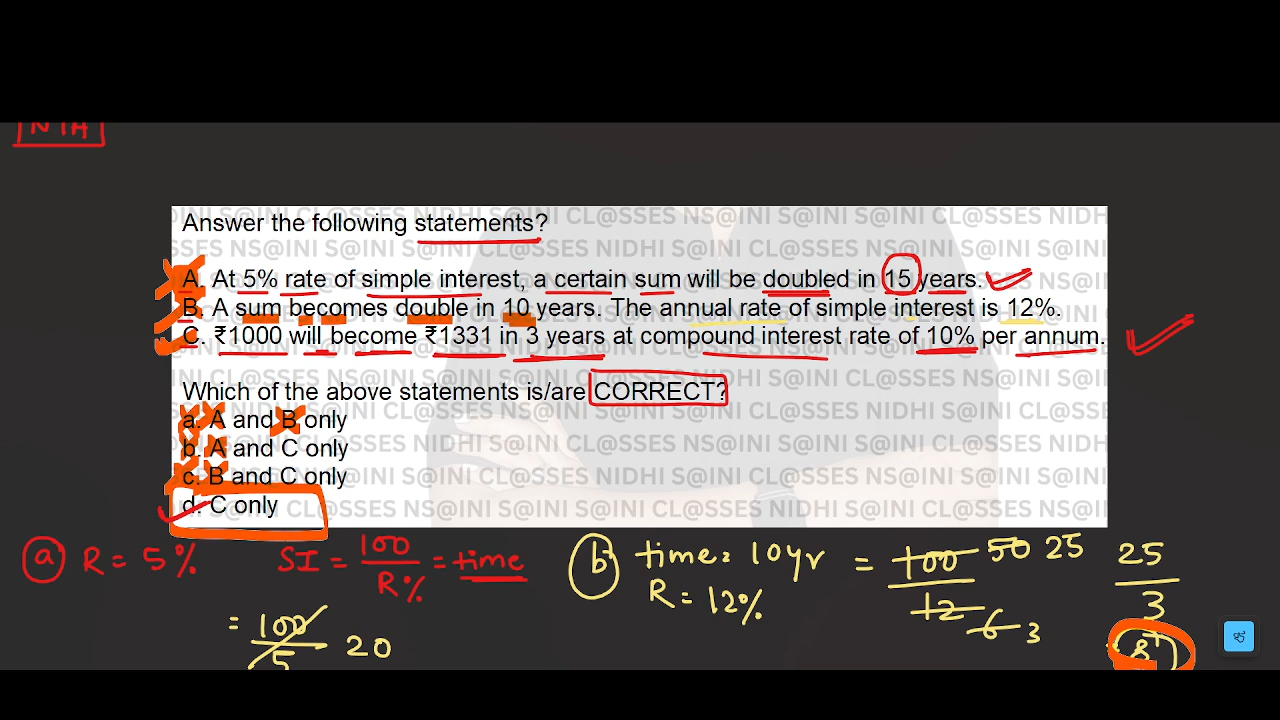 NTA
Answer the following statements?
A. At 5% rate of simple interest, a certain sum will be doubled in 15 years.
B. A sum becomes double in 10 years. The annual rate of simple interest is 12%.
C. ₹1000 will become ₹1331 in 3 years at compound interest rate of 10% per annum.
Which of the above statements is/are CORRECT?
a. A and B only
b. A and C only
c. B and C only
d. C only
a R = 5% SI = 100/R% = time
= 100/5 20
b time = 10yr = 100/12 50 25 6 3 25/3
R = 12%
8